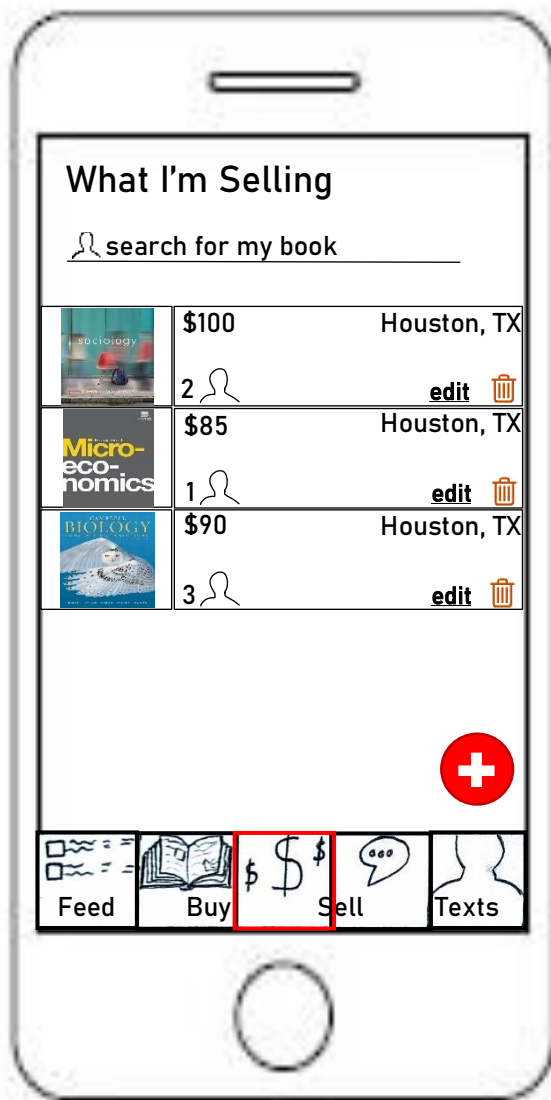 What I'm Selling
search for my book
sociology
$100 Houston, TX
2 edit
Micro-
eco-
nomics
$85 Houston, TX
1 edit
CAMPBELL
BIOLOGY
$90 Houston, TX
3 edit
$ $ $
Feed Buy Sell Texts